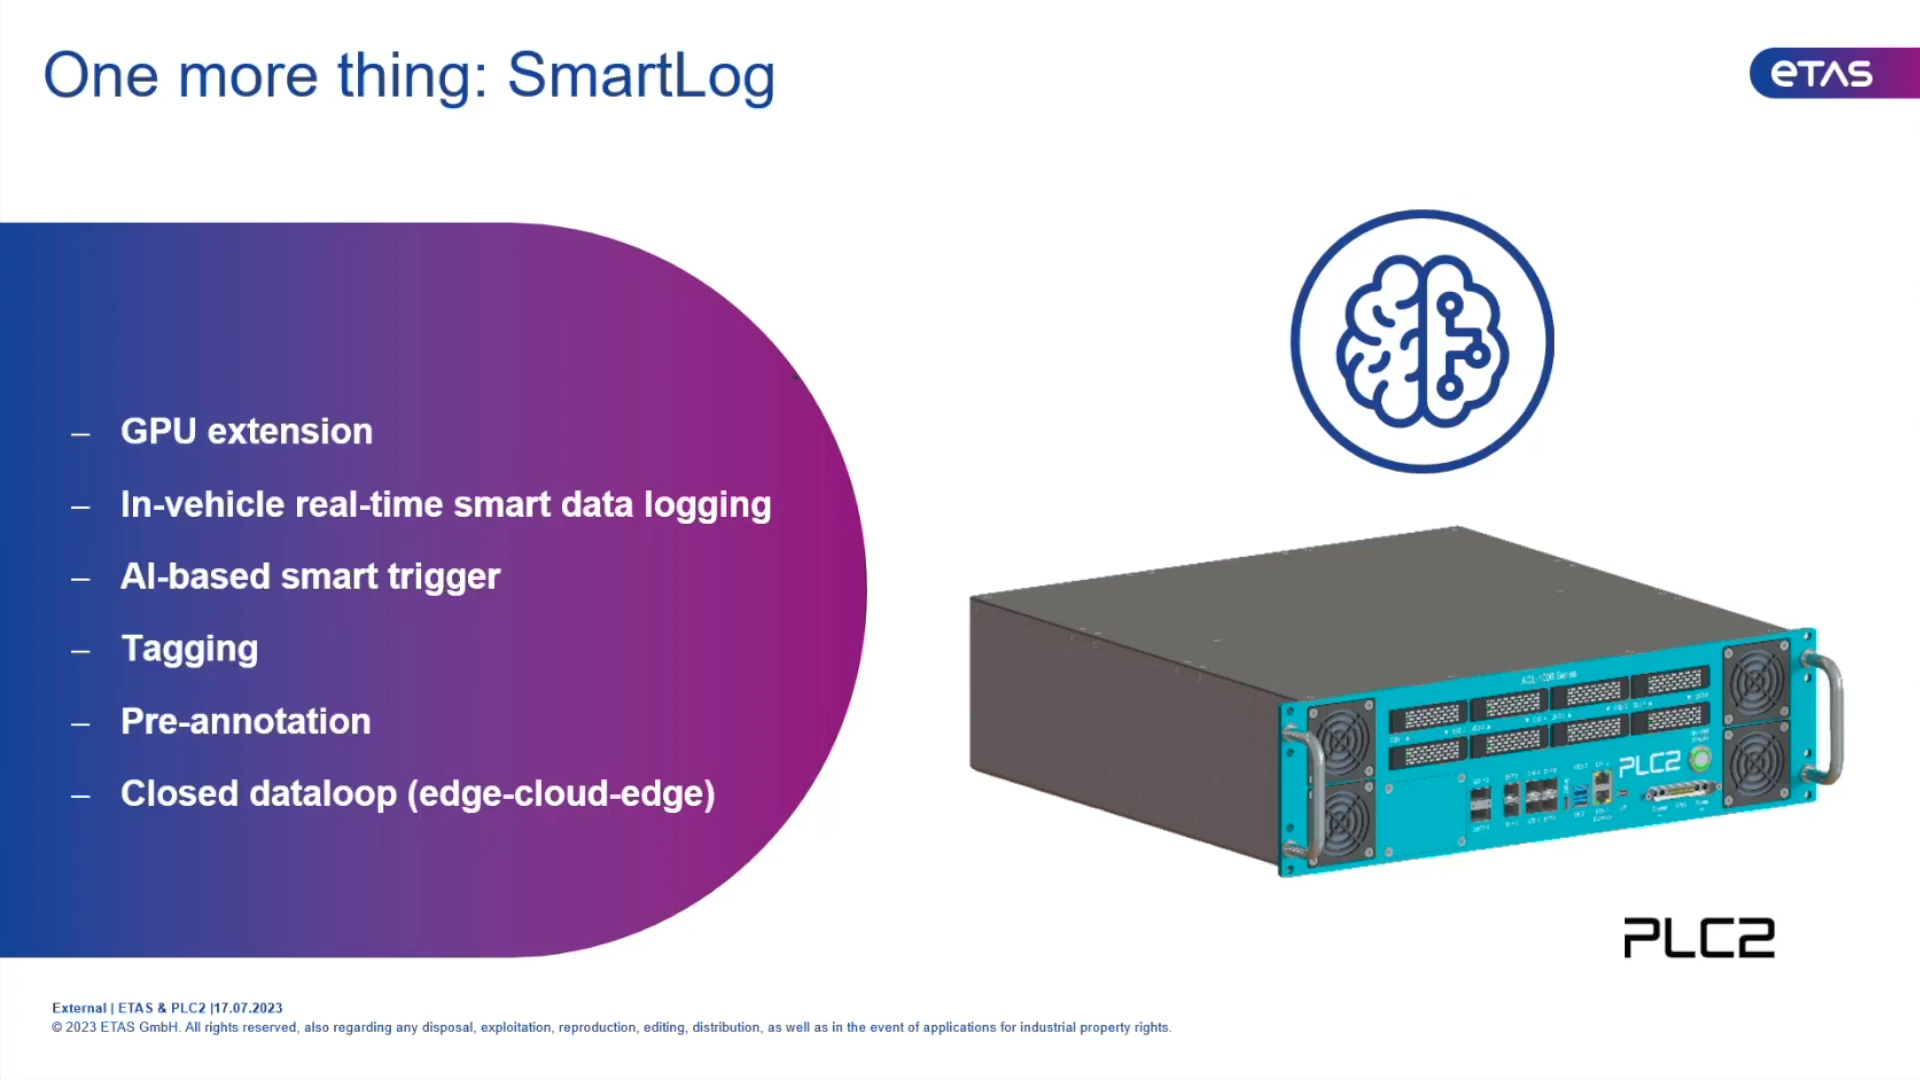 One more thing: SmartLog
eTAS
– GPU extension
– In-vehicle real-time smart data logging
– AI-based smart trigger
– Tagging
– Pre-annotation
– Closed dataloop (edge-cloud-edge)
Series
PLC2
PLC2
External | ETAS & PLC2 |17.07.2023
© 2023 ETAS GmbH. All rights reserved, also regarding any disposal, exploitation, reproduction, editing, distribution, as well as in the event of applications for industrial property rights.